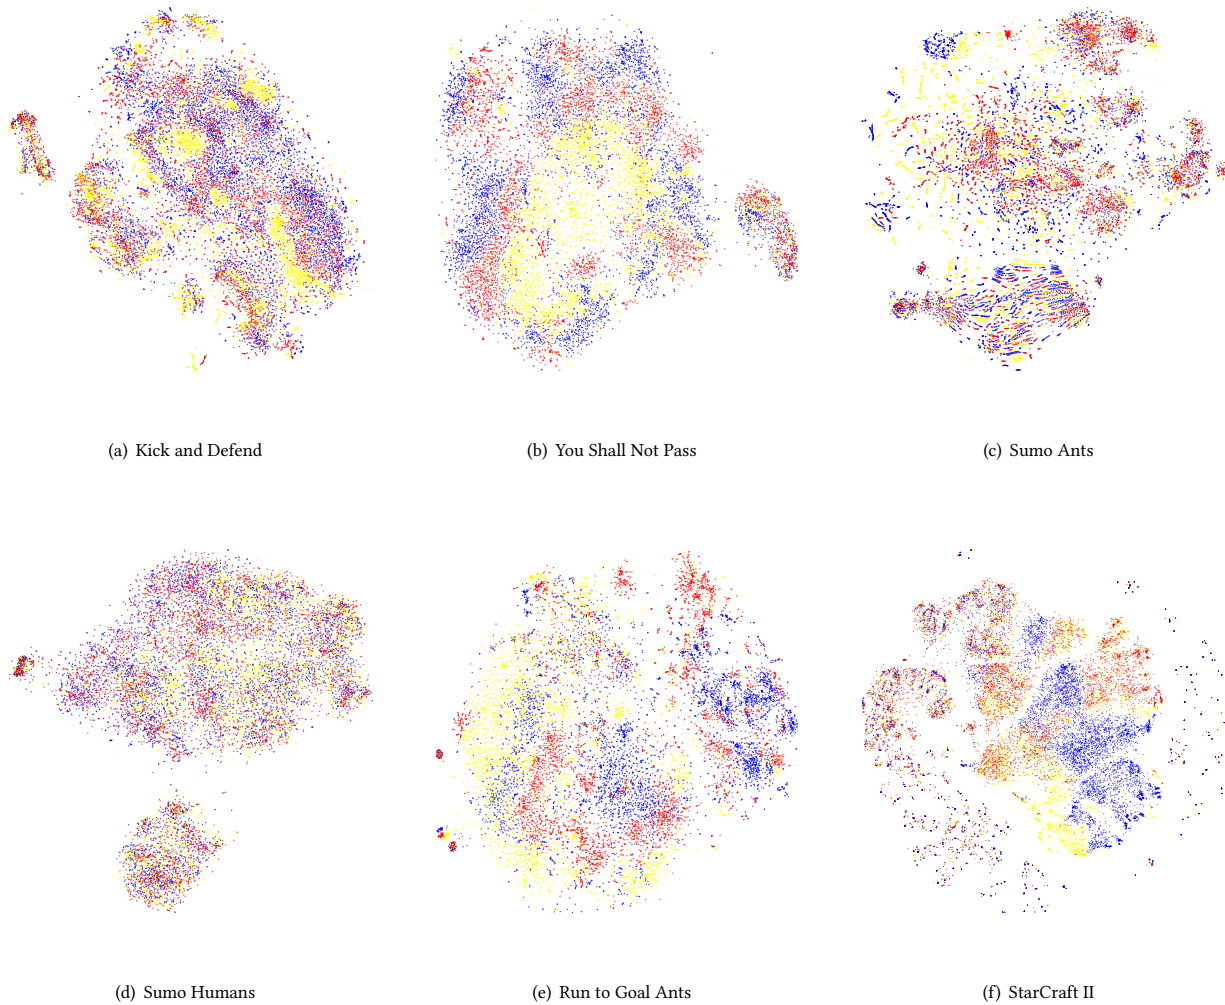 (a) Kick and Defend
(b) You Shall Not Pass
(c) Sumo Ants
(d) Sumo Humans
(e) Run to Goal Ants
(f) StarCraft II